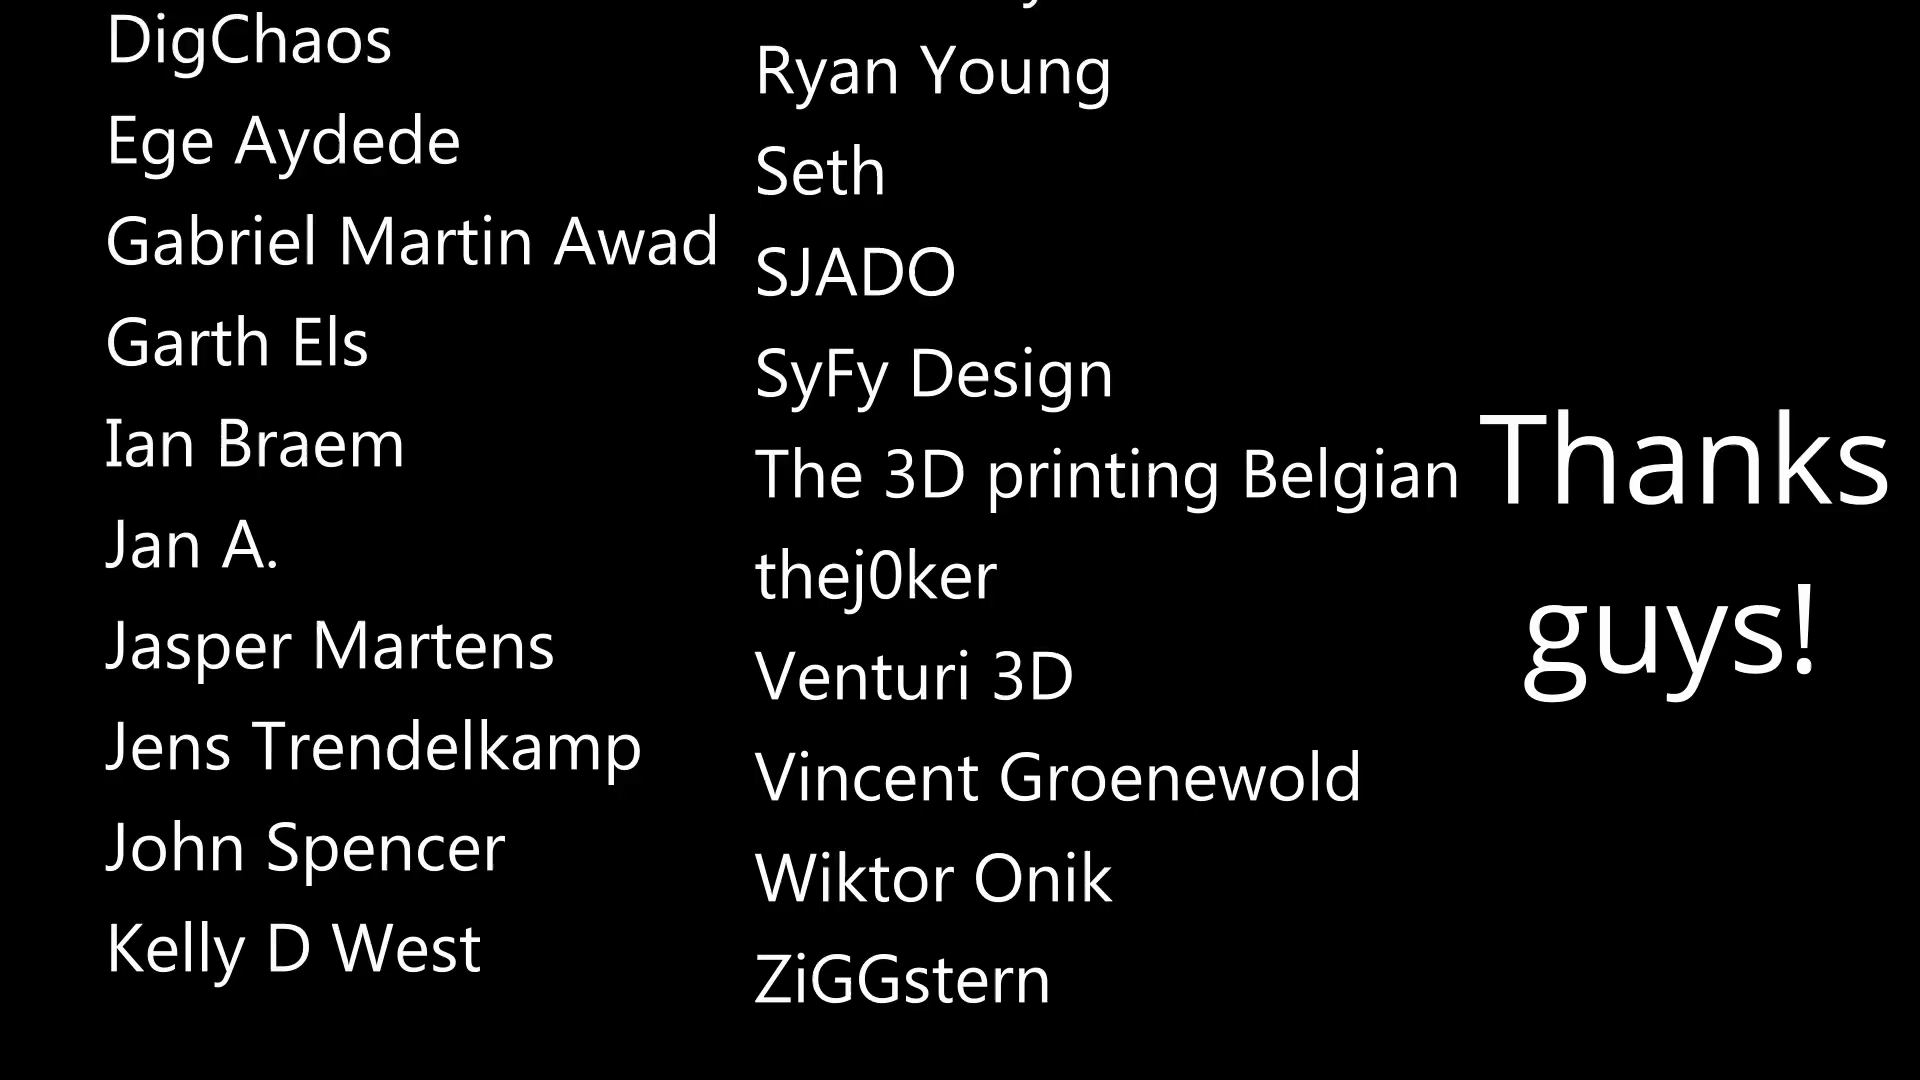 DigChaos
Ege Aydede
Gabriel Martin Awad
Garth Els
Ian Braem
Jan A.
Jasper Martens
Jens Trendelkamp
John Spencer
Kelly D West
Ryan Young
Seth
SJADO
SyFy Design
The 3D printing Belgian
thej0ker
Venturi 3D
Vincent Groenewold
Wiktor Onik
ZiGGstern
Thanks
guys!